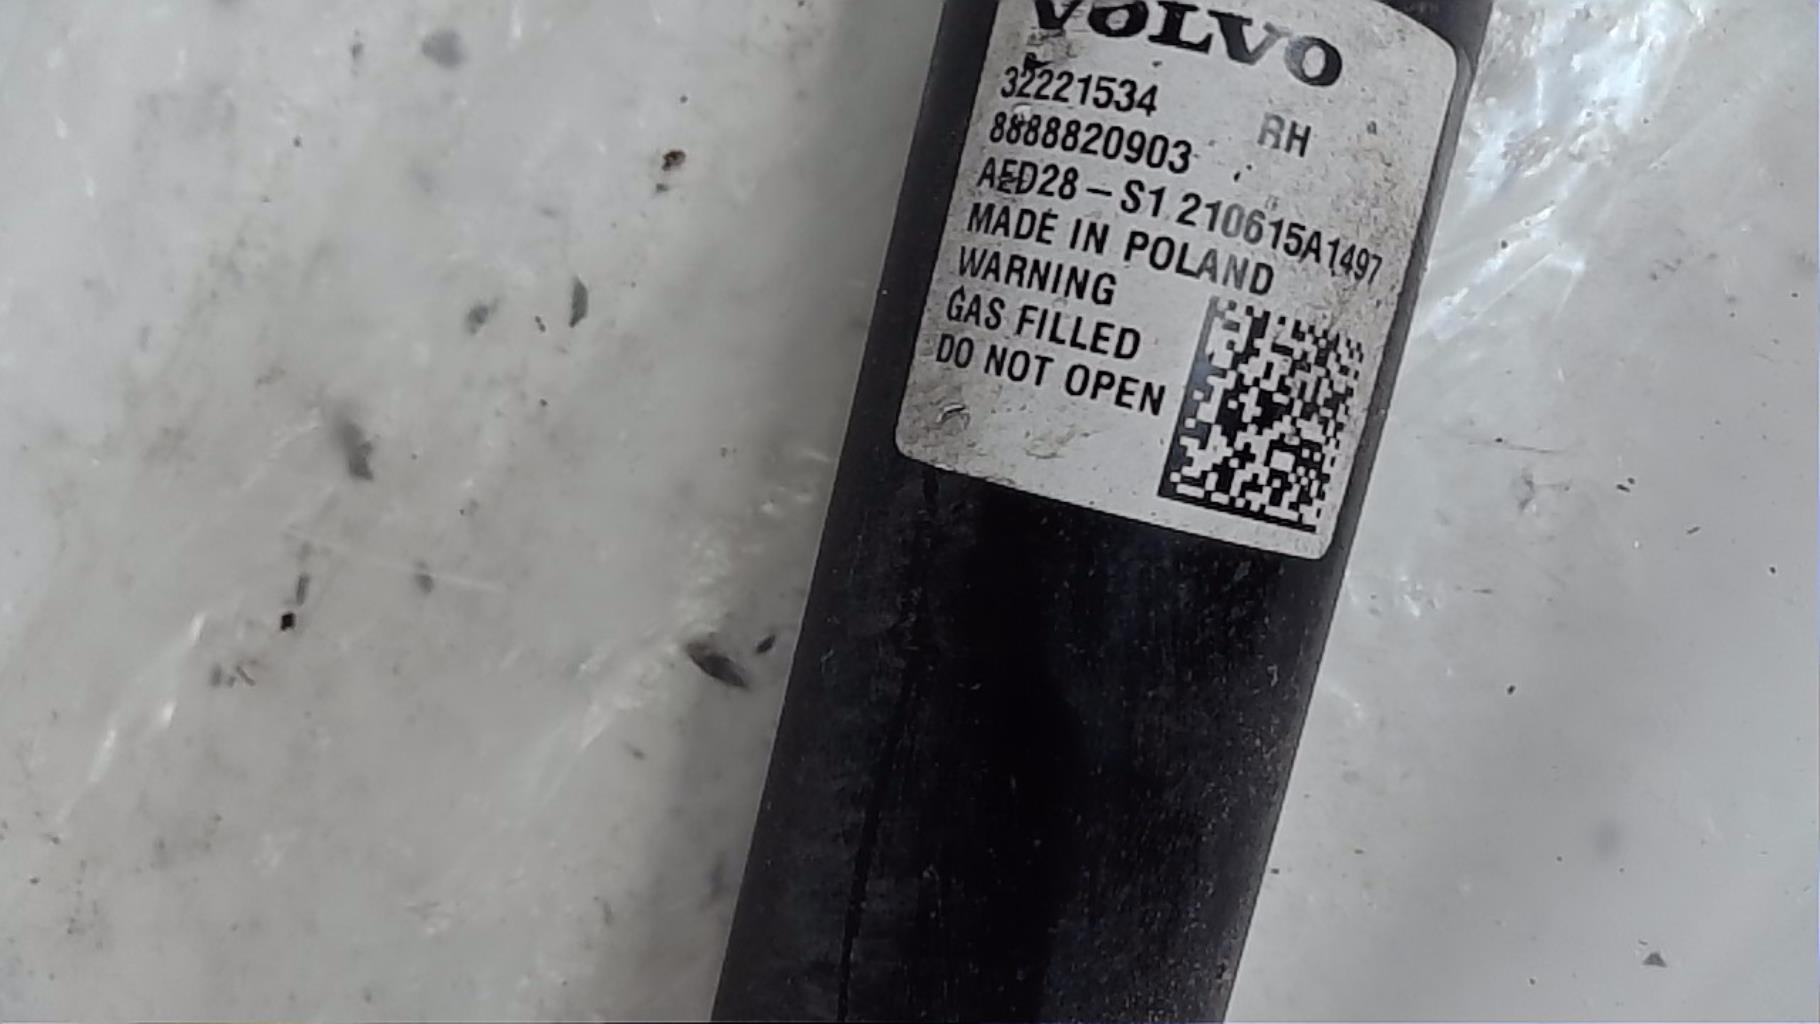 VOLVO
32221534
8888820903 RH
AED28 – S1 210615A1497
MADE IN POLAND
WARNING
GAS FILLED
DO NOT OPEN